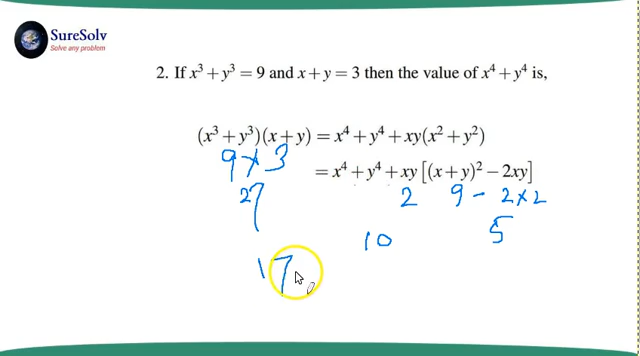 SureSolv
Solve any problem
2. If x³ + y³ = 9 and x + y = 3 then the value of x⁴ + y⁴ is,
(x³ + y³)(x + y) = x⁴ + y⁴ + xy(x² + y²)
9 × 3
= x⁴ + y⁴ + xy[(x + y)² − 2xy]
27 2 9 − 2×2
10 5
17